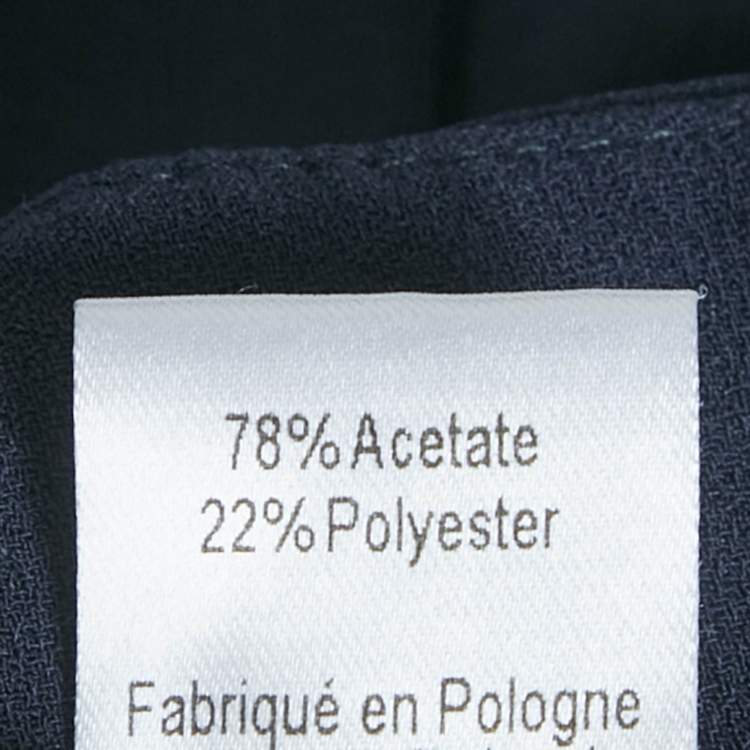 78% Acetate
22% Polyester
Fabriqué en Pologne